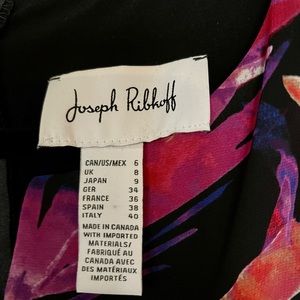 Joseph Ribkoff
CAN/US/MEX 6
UK 8
JAPAN 9
GER 34
FRANCE 36
SPAIN 38
ITALY 40
MADE IN CANADA
WITH IMPORTED
MATERIALS/
FABRIQUÉ AU
CANADA AVEC
DES MATÉRIAUX
IMPORTÉS